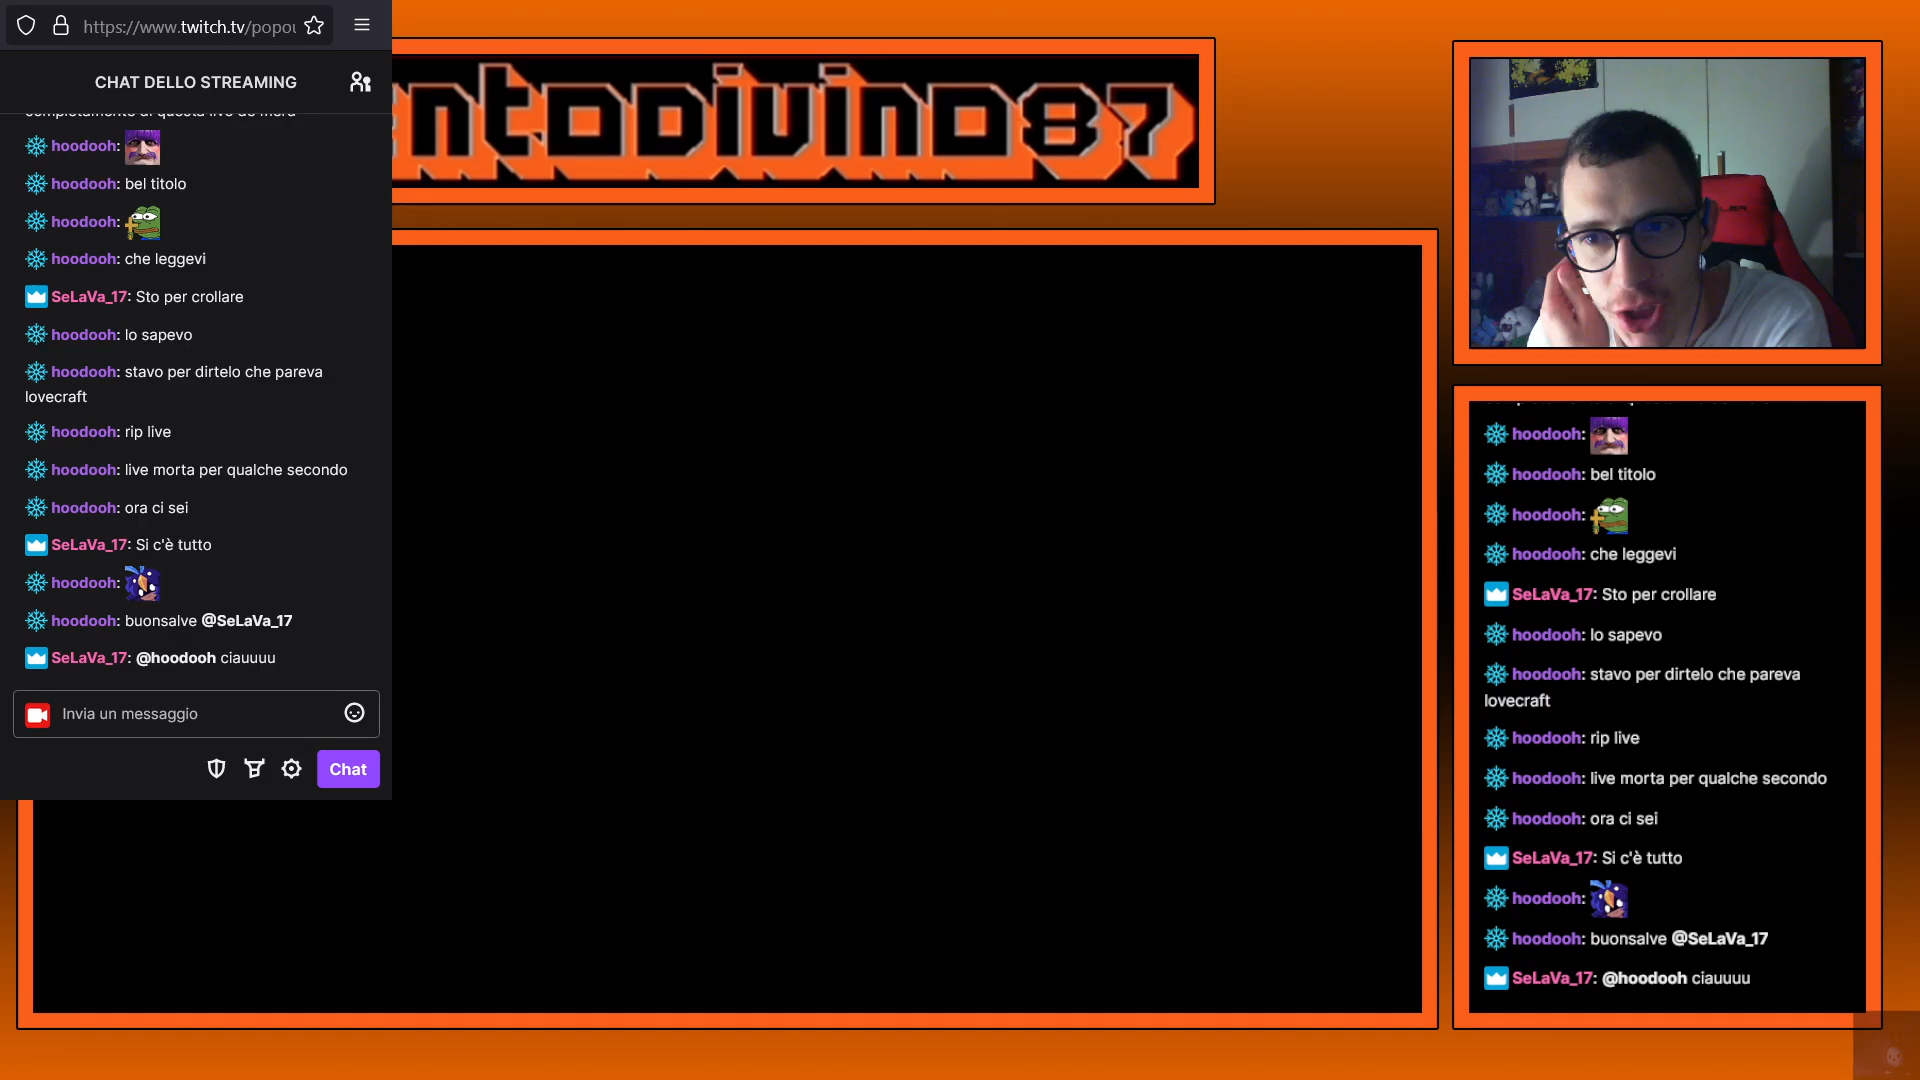 https://www.twitch.tv/popou
CHAT DELLO STREAMING
hoodooh:
hoodooh: bel titolo
hoodooh:
hoodooh: che leggevi
SeLaVa_17: Sto per crollare
hoodooh: lo sapevo
hoodooh: stavo per dirtelo che pareva
lovecraft
hoodooh: rip live
hoodooh: live morta per qualche secondo
hoodooh: ora ci sei
SeLaVa_17: Si c'è tutto
hoodooh:
hoodooh: buonsalve @SeLaVa_17
SeLaVa_17: @hoodooh ciauuuu
Invia un messaggio
Chat
ntodivino87
hoodooh:
hoodooh: bel titolo
hoodooh:
hoodooh: che leggevi
SeLaVa_17: Sto per crollare
hoodooh: lo sapevo
hoodooh: stavo per dirtelo che pareva
lovecraft
hoodooh: rip live
hoodooh: live morta per qualche secondo
hoodooh: ora ci sei
SeLaVa_17: Si c'è tutto
hoodooh:
hoodooh: buonsalve @SeLaVa_17
SeLaVa_17: @hoodooh ciauuuu